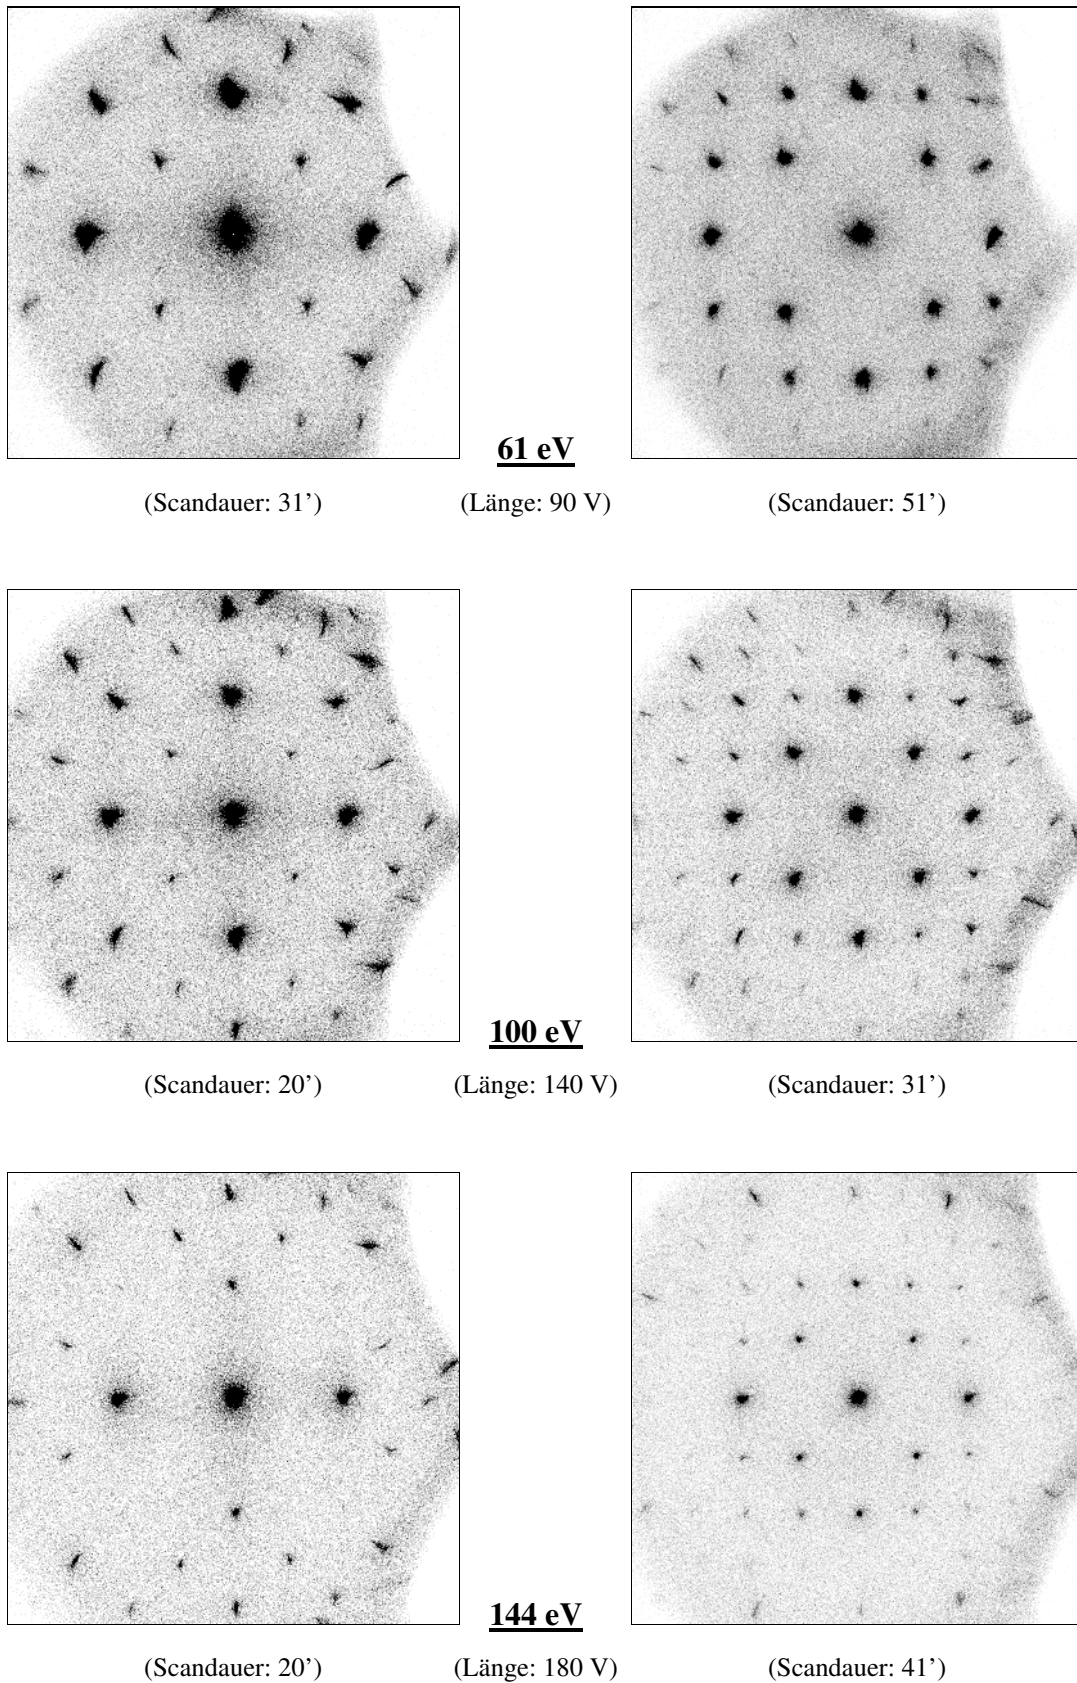 61 eV
(Scandauer: 31’) (Länge: 90 V) (Scandauer: 51’)
100 eV
(Scandauer: 20’) (Länge: 140 V) (Scandauer: 31’)
144 eV
(Scandauer: 20’) (Länge: 180 V) (Scandauer: 41’)